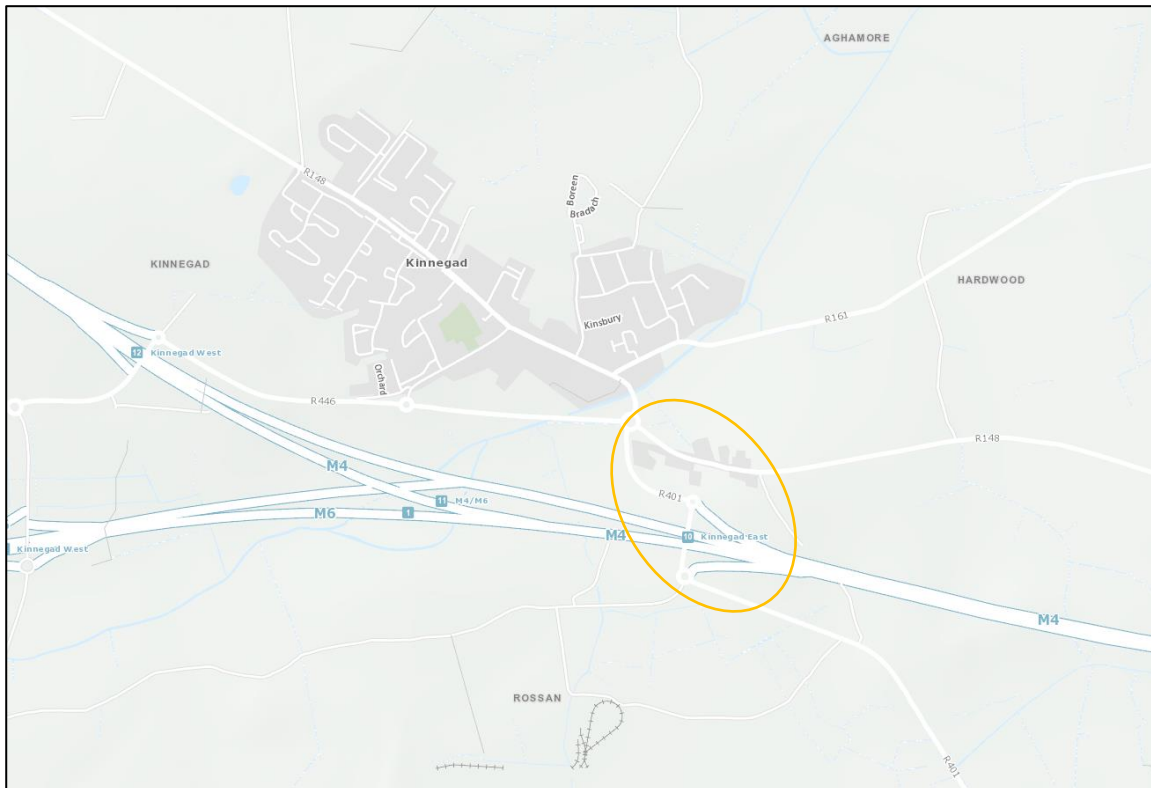 AGHAMORE
R148
Boreen
Bradach
KINNEGAD
Kinnegad
HARDWOOD
Kinsbury
R161
12 Kinnegad West
Orchard
R446
R148
M4
R401
11 M4/M6
M6
1
M4
10 Kinnegad East
Kinnegad West
M4
ROSSAN
R401